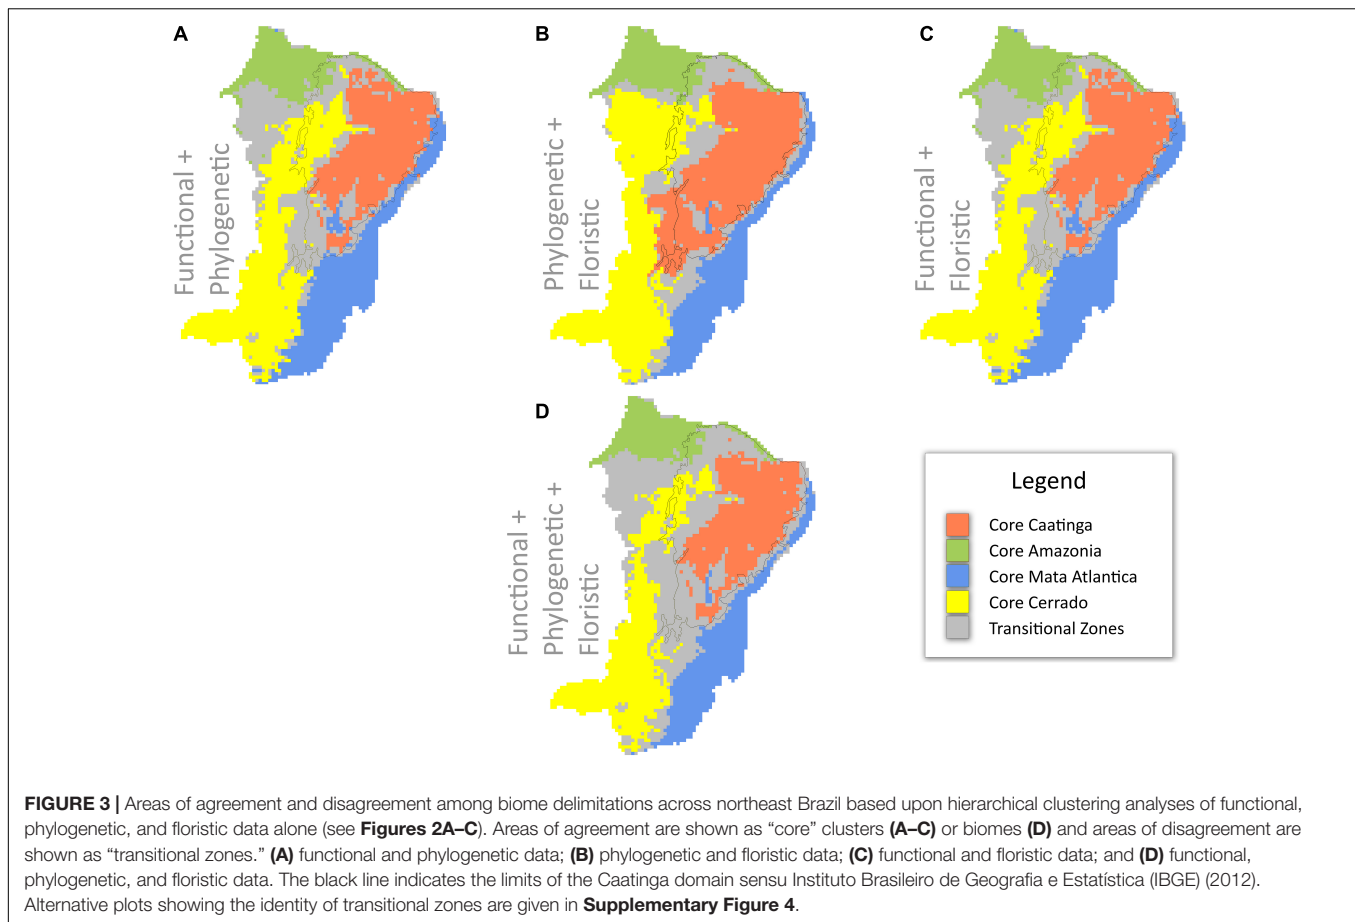 A
B
C
Functional +
Phylogenetic
Phylogenetic +
Floristic
Functional +
Floristic
D
Functional +
Phylogenetic +
Floristic
Legend
Core Caatinga
Core Amazonia
Core Mata Atlantica
Core Cerrado
Transitional Zones
FIGURE 3 | Areas of agreement and disagreement among biome delimitations across northeast Brazil based upon hierarchical clustering analyses of functional,
phylogenetic, and floristic data alone (see Figures 2A–C). Areas of agreement are shown as “core” clusters (A–C) or biomes (D) and areas of disagreement are
shown as “transitional zones.” (A) functional and phylogenetic data; (B) phylogenetic and floristic data; (C) functional and floristic data; and (D) functional,
phylogenetic, and floristic data. The black line indicates the limits of the Caatinga domain sensu Instituto Brasileiro de Geografia e Estatística (IBGE) (2012).
Alternative plots showing the identity of transitional zones are given in Supplementary Figure 4.